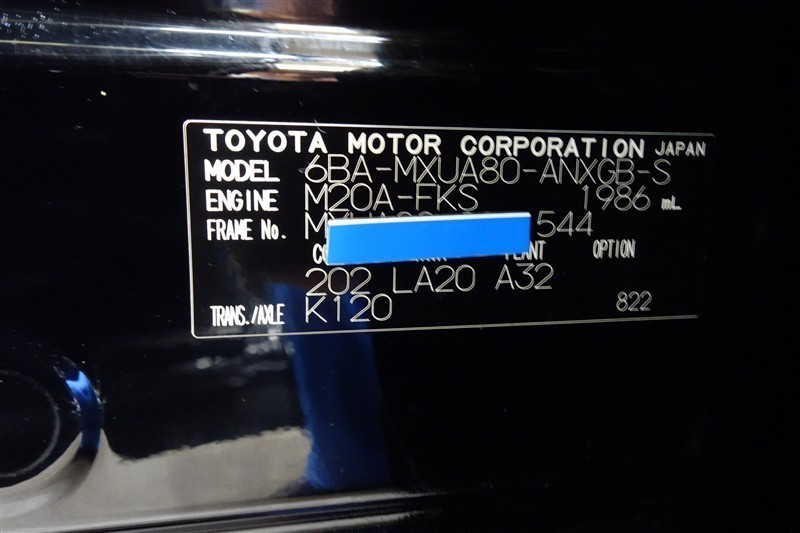 TOYOTA MOTOR CORPORATION JAPAN
MODEL 6BA-MXUA80-ANXGB-S
ENGINE M20A-FKS 1986 mL
FRAME No. 544
OPTION
202 LA20 A32
TRANS./AXLE K120 822